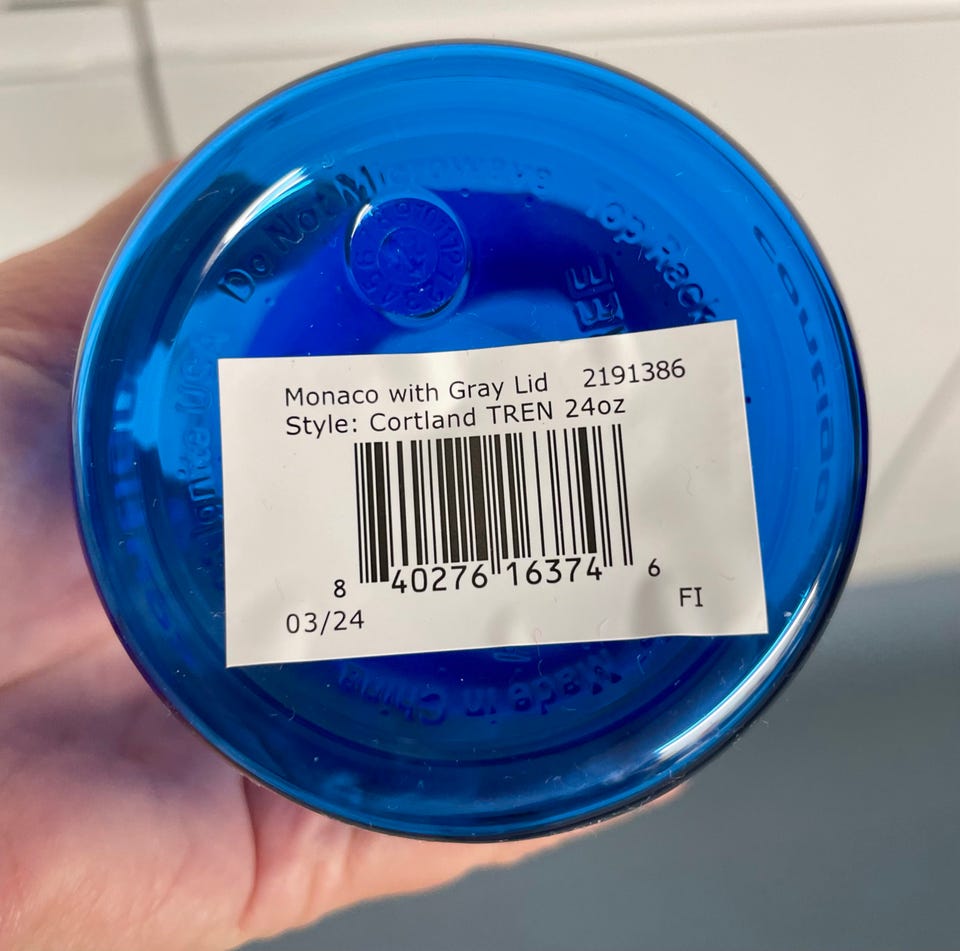 Do Not Microwave
Top Rack
Monaco with Gray Lid 2191386
Style: Cortland TREN 24oz
8 40276 16374 6
03/24
FI
Made in China